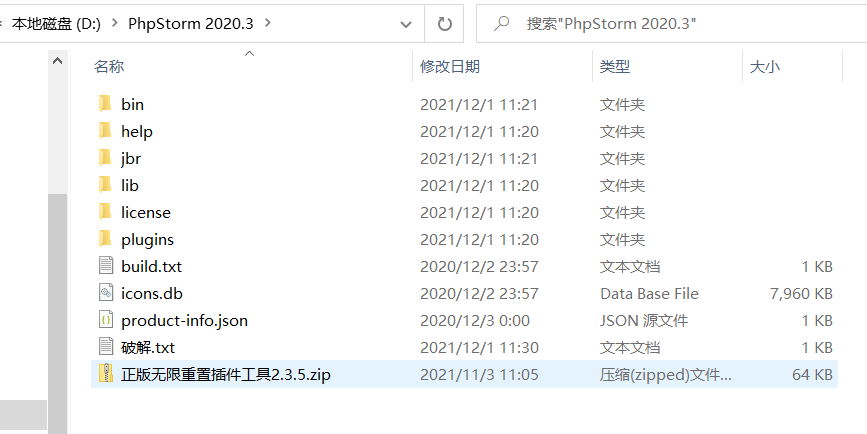 本地磁盘 (D:) > PhpStorm 2020.3 > 搜索"PhpStorm 2020.3"
名称 修改日期 类型 大小
bin 2021/12/1 11:21 文件夹
help 2021/12/1 11:20 文件夹
jbr 2021/12/1 11:21 文件夹
lib 2021/12/1 11:20 文件夹
license 2021/12/1 11:20 文件夹
plugins 2021/12/1 11:20 文件夹
build.txt 2020/12/2 23:57 文本文档 1 KB
icons.db 2020/12/2 23:57 Data Base File 7,960 KB
product-info.json 2020/12/3 0:00 JSON 源文件 1 KB
破解.txt 2021/12/1 11:30 文本文档 1 KB
正版无限重置插件工具2.3.5.zip 2021/11/3 11:05 压缩(zipped)文件... 64 KB